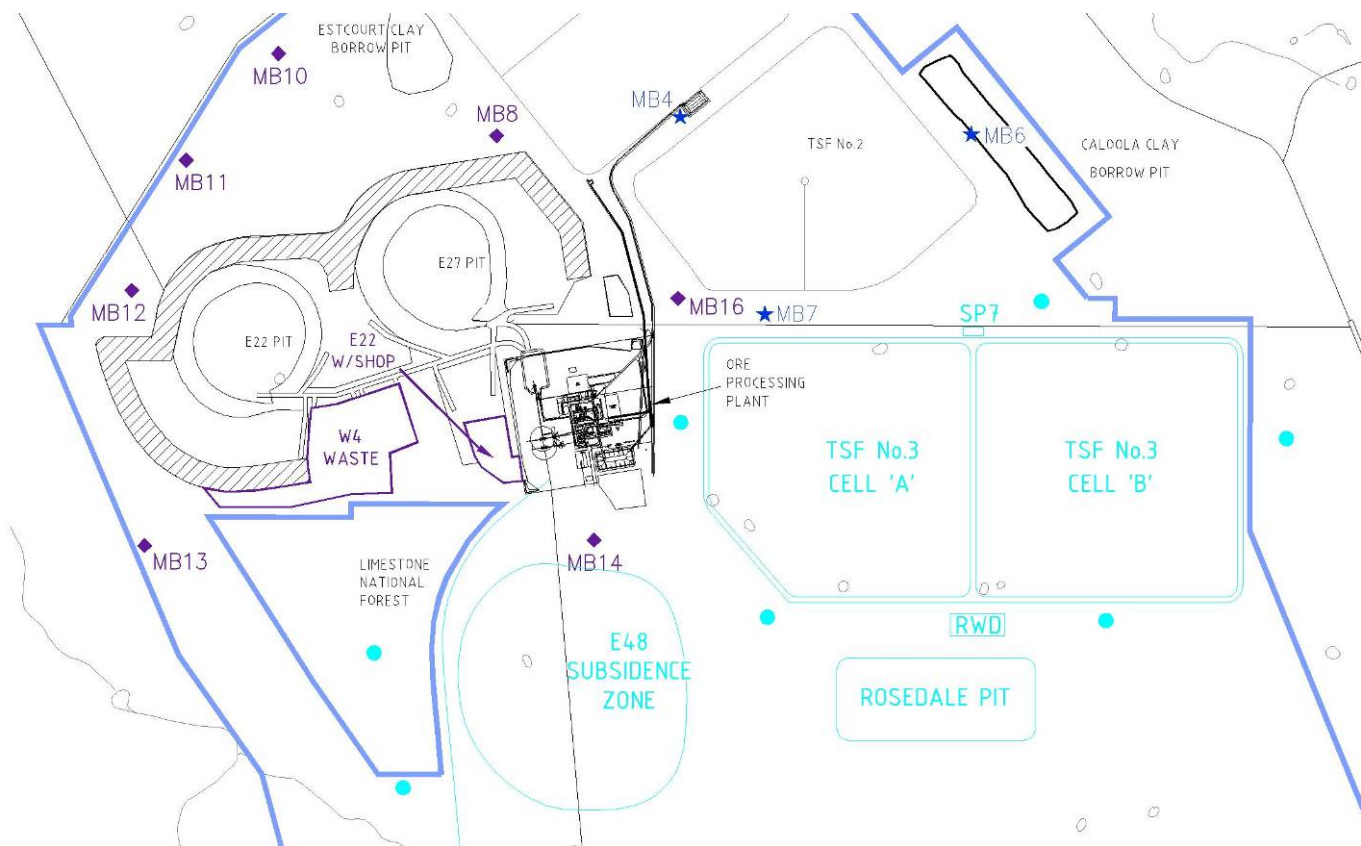 ESTCOURT CLAY
BORROW PIT
MB10
MB8
MB4
TSF No.2
MB6
CALOOLA CLAY
BORROW PIT
MB11
E27 PIT
MB12
MB16
MB7
SP7
E22 PIT
E22
W/SHOP
ORE
PROCESSING
PLANT
W4
WASTE
TSF No.3
CELL 'A'
TSF No.3
CELL 'B'
MB13
MB14
LIMESTONE
NATIONAL
FOREST
RWD
E48
SUBSIDENCE
ZONE
ROSEDALE PIT